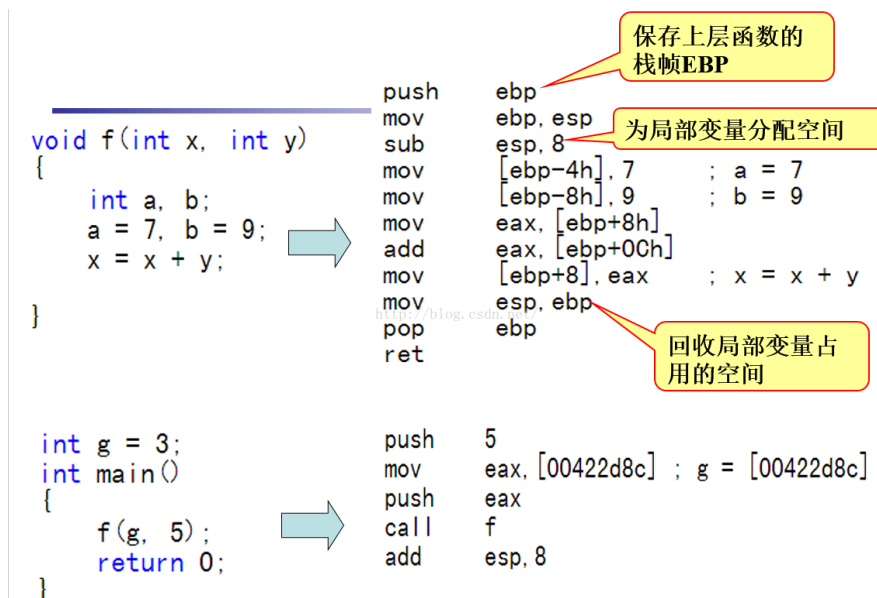 保存上层函数的
栈帧EBP
push ebp
mov ebp,esp
sub esp,8
为局部变量分配空间
mov [ebp-4h],7 ; a = 7
mov [ebp-8h],9 ; b = 9
mov eax,[ebp+8h]
add eax,[ebp+0Ch]
mov [ebp+8],eax ; x = x + y
mov esp,ebp
pop ebp
ret
回收局部变量占
用的空间
void f(int x, int y)
{
int a, b;
a = 7, b = 9;
x = x + y;
}
http://blog.csdn.net/
int g = 3;
int main()
{
f(g, 5);
return 0;
}
push 5
mov eax,[00422d8c] ; g = [00422d8c]
push eax
call f
add esp,8